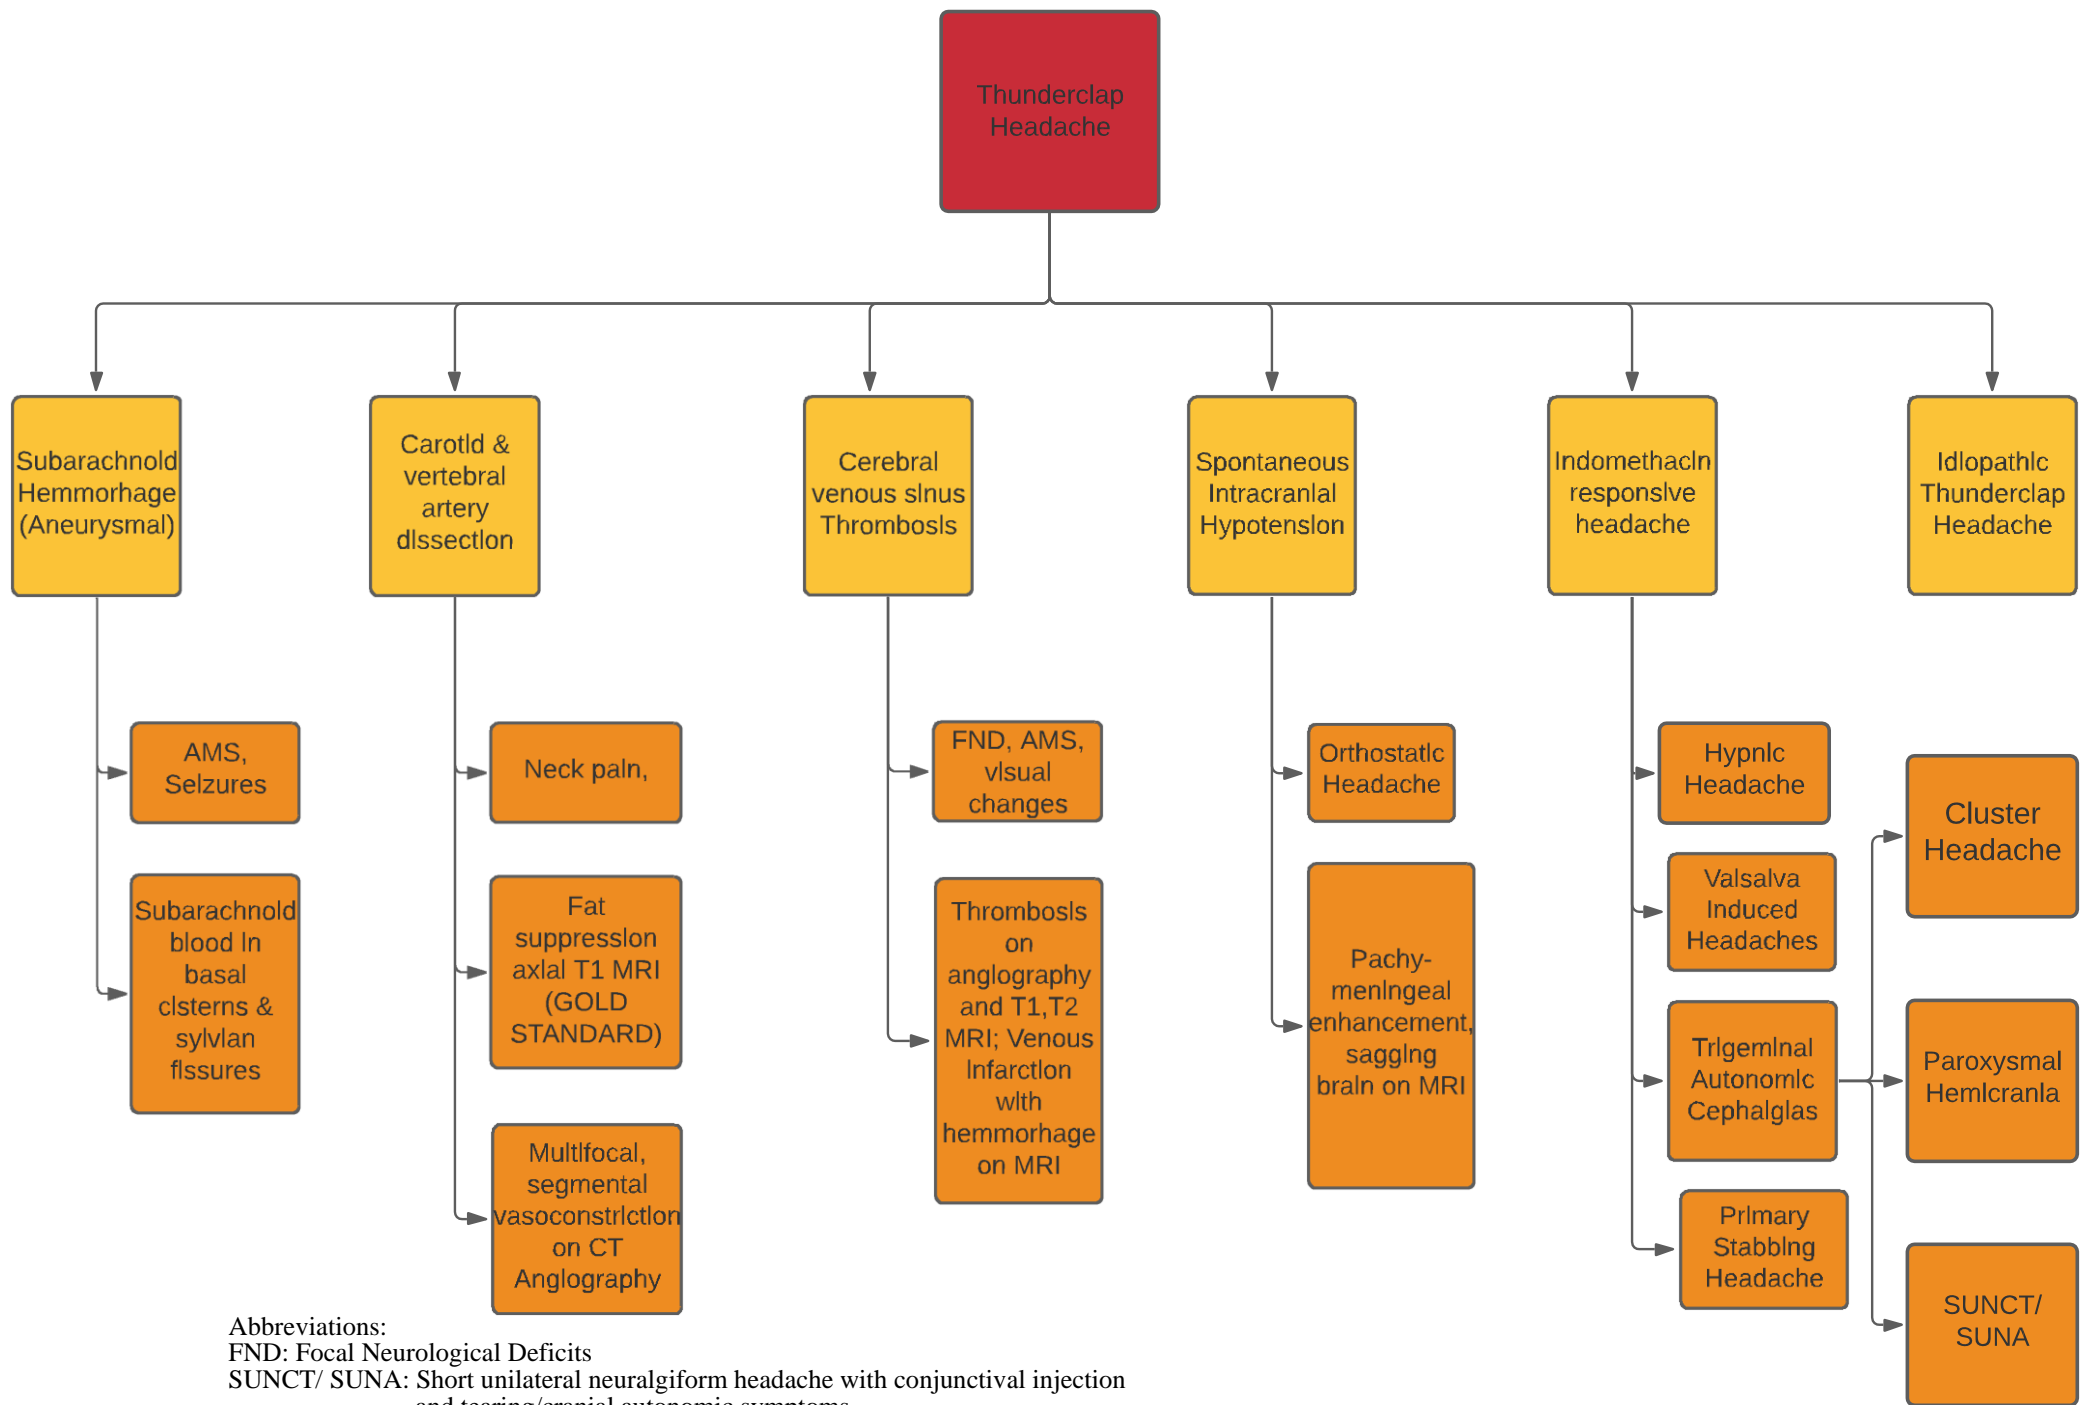 Thunderclap
Headache
Subarachnoid
Hemmorhage
(Aneurysmal)
Carotid &
vertebral
artery
dissection
Cerebral
venous sinus
Thrombosis
Spontaneous
Intracranial
Hypotension
Indomethacin
responsive
headache
Idiopathic
Thunderclap
Headache
AMS,
Seizures
Subarachnoid
blood in
basal
cisterns &
sylvian
fissures
Neck pain,
Fat
suppression
axial T1 MRI
(GOLD
STANDARD)
Multifocal,
segmental
vasoconstriction
on CT
Angiography
FND, AMS,
visual
changes
Thrombosis
on
angiography
and T1,T2
MRI; Venous
Infarction
with
hemmorhage
on MRI
Orthostatic
Headache
Pachy-
meningeal
enhancement,
sagging
brain on MRI
Hypnic
Headache
Valsalva
Induced
Headaches
Trigeminal
Autonomic
Cephalgias
Primary
Stabbing
Headache
Cluster
Headache
Paroxysmal
Hemicrania
SUNCT/
SUNA
Abbreviations:
FND: Focal Neurological Deficits
SUNCT/ SUNA: Short unilateral neuralgiform headache with conjunctival injection
and tearing/cranial autonomic symptoms